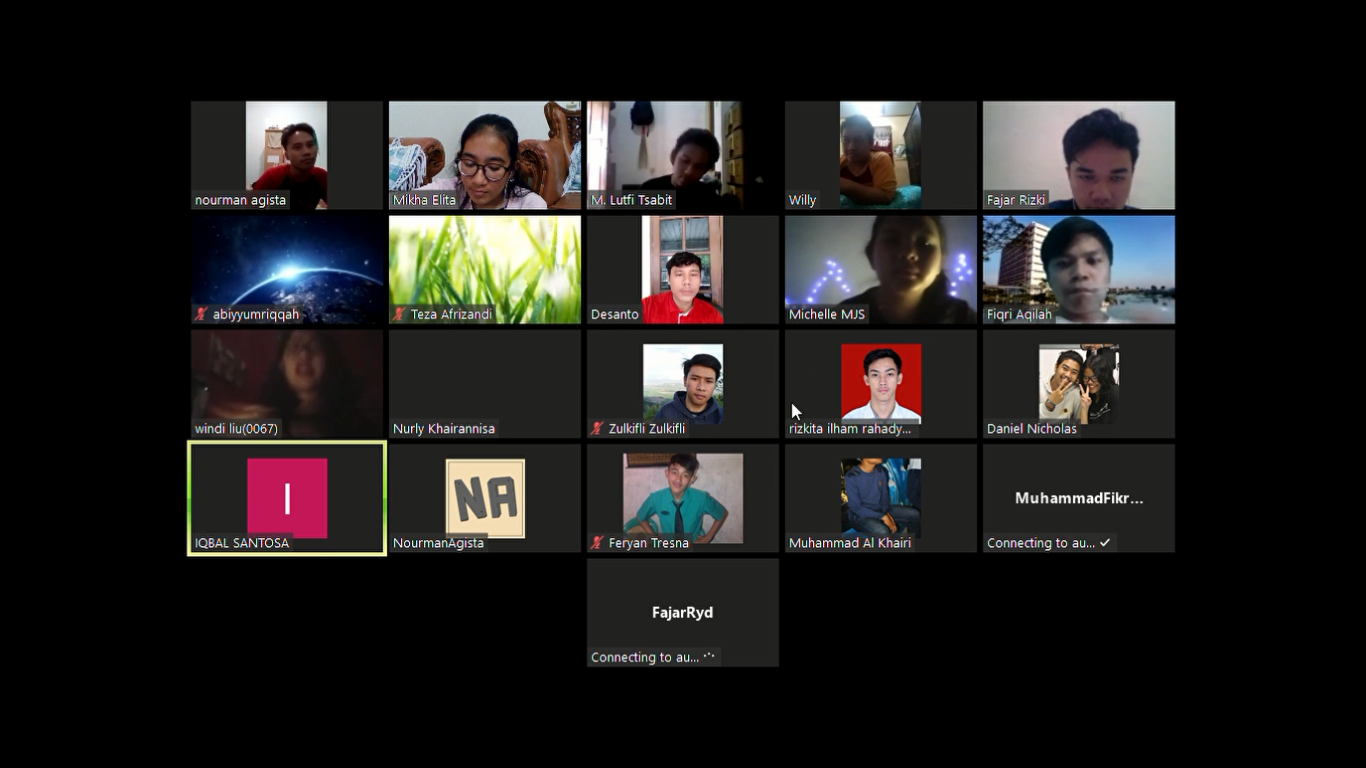 nourman agista
Mikha Elita
M. Lutfi Tsabit
Willy
Fajar Rizki
abiyyumriqqah
Teza Afrizandi
Desanto
Michelle MJS
Fiqri Aqilah
windi liu(0067)
Nurly Khairannisa
Zulkifli Zulkifli
rizkita ilham rahady...
Daniel Nicholas
I
IQBAL SANTOSA
NA
NourmanAgista
Feryan Tresna
Muhammad Al Khairi
MuhammadFikr...
Connecting to au...
FajarRyd
Connecting to au...